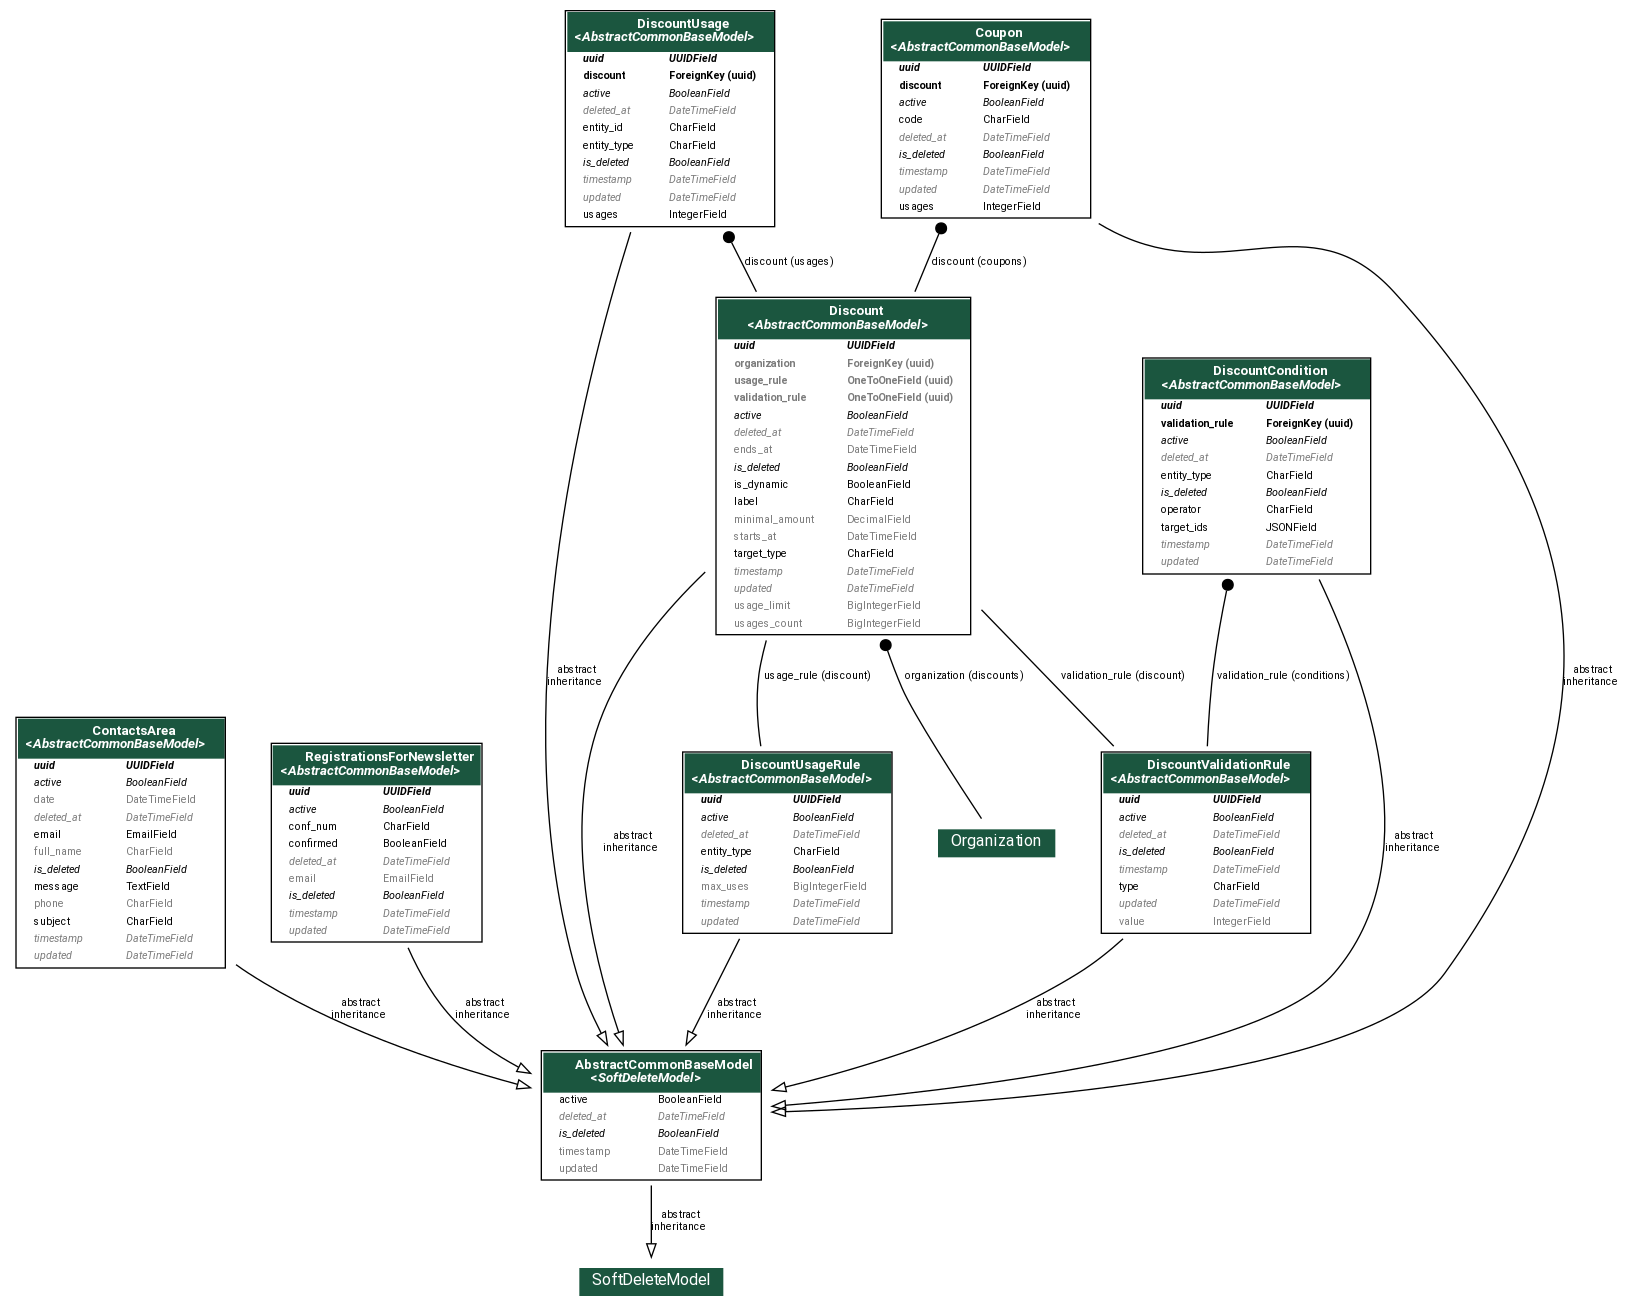 DiscountUsage
<AbstractCommonBaseModel>
uuid UUIDField
discount ForeignKey (uuid)
active BooleanField
deleted_at DateTimeField
entity_id CharField
entity_type CharField
is_deleted BooleanField
timestamp DateTimeField
updated DateTimeField
usages IntegerField
Coupon
<AbstractCommonBaseModel>
uuid UUIDField
discount ForeignKey (uuid)
active BooleanField
code CharField
deleted_at DateTimeField
is_deleted BooleanField
timestamp DateTimeField
updated DateTimeField
usages IntegerField
discount (usages)
discount (coupons)
Discount
<AbstractCommonBaseModel>
uuid UUIDField
organization ForeignKey (uuid)
usage_rule OneToOneField (uuid)
validation_rule OneToOneField (uuid)
active BooleanField
deleted_at DateTimeField
ends_at DateTimeField
is_deleted BooleanField
is_dynamic BooleanField
label CharField
minimal_amount DecimalField
starts_at DateTimeField
target_type CharField
timestamp DateTimeField
updated DateTimeField
usage_limit BigIntegerField
usages_count BigIntegerField
DiscountCondition
<AbstractCommonBaseModel>
uuid UUIDField
validation_rule ForeignKey (uuid)
active BooleanField
deleted_at DateTimeField
entity_type CharField
is_deleted BooleanField
operator CharField
target_ids JSONField
timestamp DateTimeField
updated DateTimeField
abstract
inheritance
usage_rule (discount)
organization (discounts)
validation_rule (discount)
validation_rule (conditions)
abstract
inheritance
ContactsArea
<AbstractCommonBaseModel>
uuid UUIDField
active BooleanField
date DateTimeField
deleted_at DateTimeField
email EmailField
full_name CharField
is_deleted BooleanField
message TextField
phone CharField
subject CharField
timestamp DateTimeField
updated DateTimeField
RegistrationsForNewsletter
<AbstractCommonBaseModel>
uuid UUIDField
active BooleanField
conf_num CharField
confirmed BooleanField
deleted_at DateTimeField
email EmailField
is_deleted BooleanField
timestamp DateTimeField
updated DateTimeField
abstract
inheritance
DiscountUsageRule
<AbstractCommonBaseModel>
uuid UUIDField
active BooleanField
deleted_at DateTimeField
entity_type CharField
is_deleted BooleanField
max_uses BigIntegerField
timestamp DateTimeField
updated DateTimeField
Organization
DiscountValidationRule
<AbstractCommonBaseModel>
uuid UUIDField
active BooleanField
deleted_at DateTimeField
is_deleted BooleanField
timestamp DateTimeField
type CharField
updated DateTimeField
value IntegerField
abstract
inheritance
abstract
inheritance
abstract
inheritance
abstract
inheritance
abstract
inheritance
AbstractCommonBaseModel
<SoftDeleteModel>
active BooleanField
deleted_at DateTimeField
is_deleted BooleanField
timestamp DateTimeField
updated DateTimeField
abstract
inheritance
SoftDeleteModel